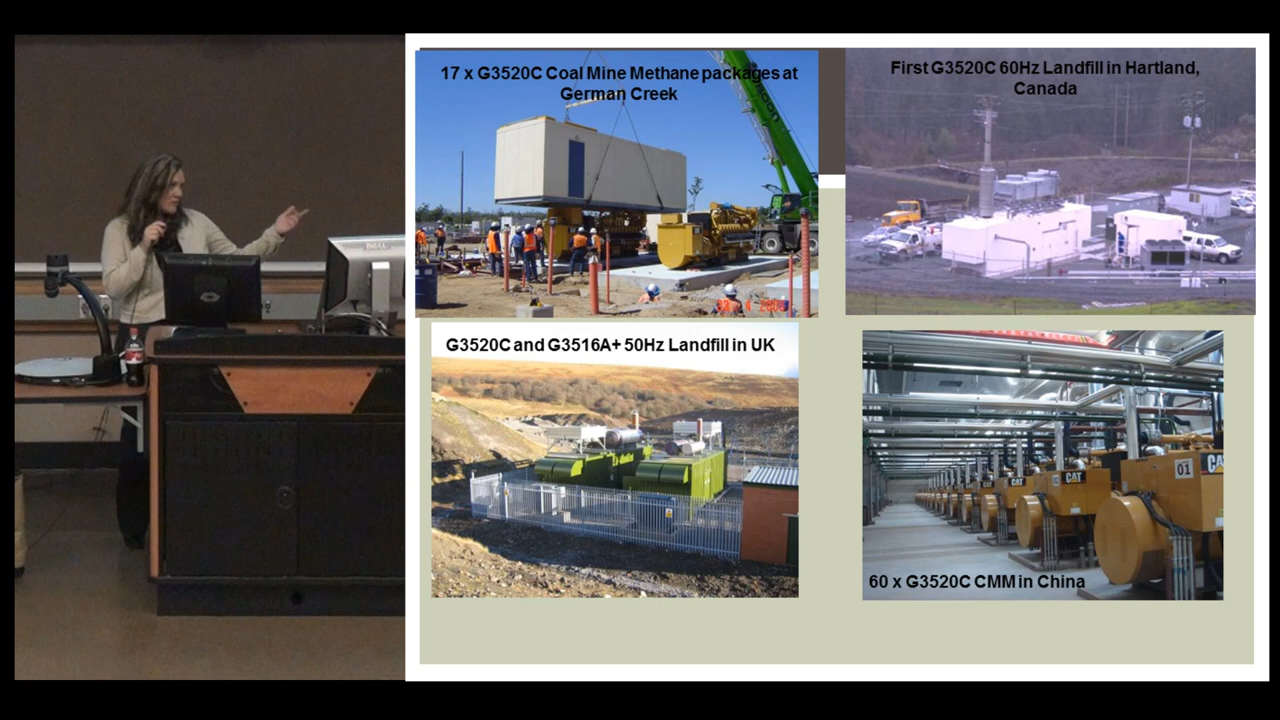 17 x G3520C Coal Mine Methane packages at
German Creek
First G3520C 60Hz Landfill in Hartland,
Canada
G3520C and G3516A+ 50Hz Landfill in UK
60 x G3520C CMM in China
01
CAT
CAT
CAT
DELL